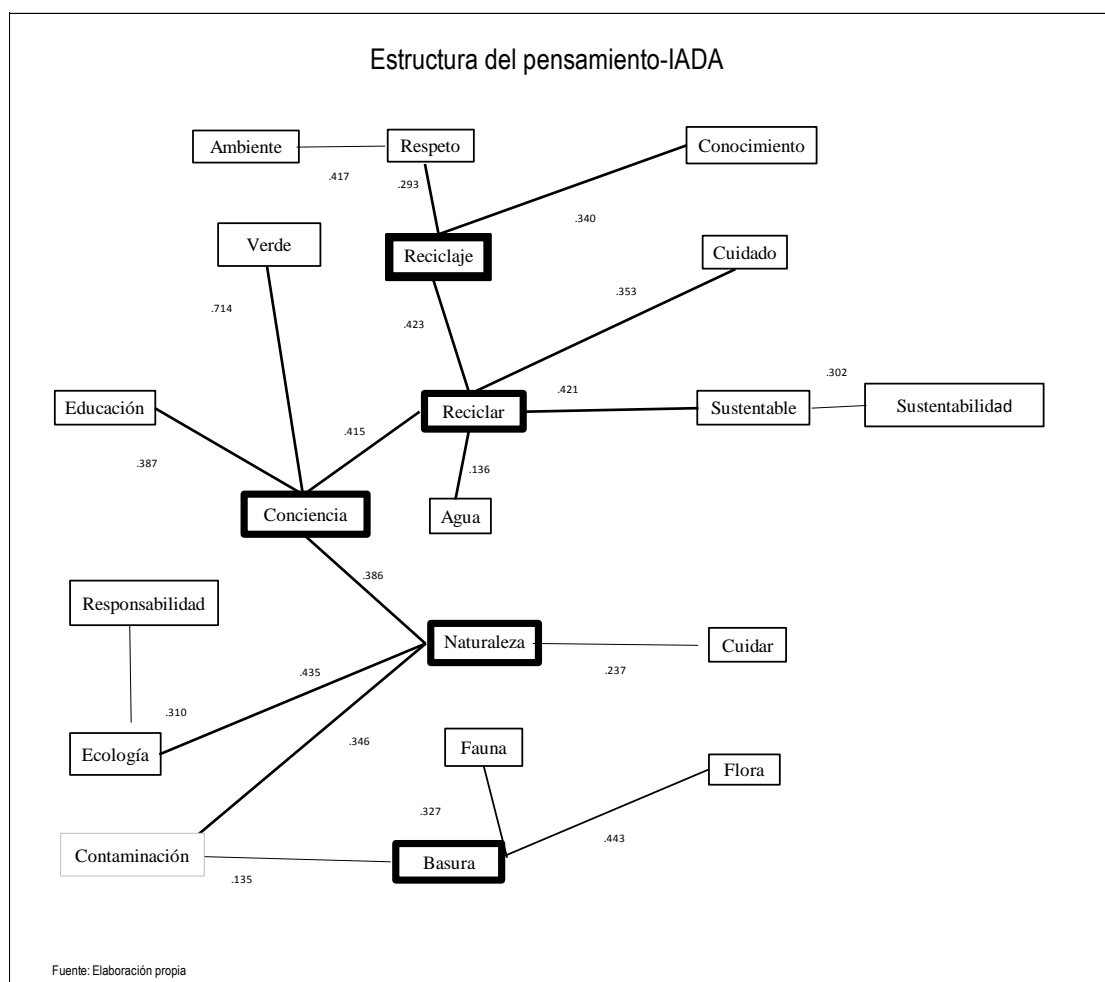 Estructura del pensamiento-IADA
Ambiente
Respeto
Conocimiento
.417
.293
.340
Verde
Reciclaje
Cuidado
.714
.423
.353
.302
Educación
Reciclar
.421
Sustentable
Sustentabilidad
.387
.415
.136
Conciencia
Agua
.386
Responsabilidad
Naturaleza
Cuidar
.435
.237
.310
.346
Ecología
Fauna
Flora
.327
.443
Contaminación
Basura
.135
Fuente: Elaboración propia